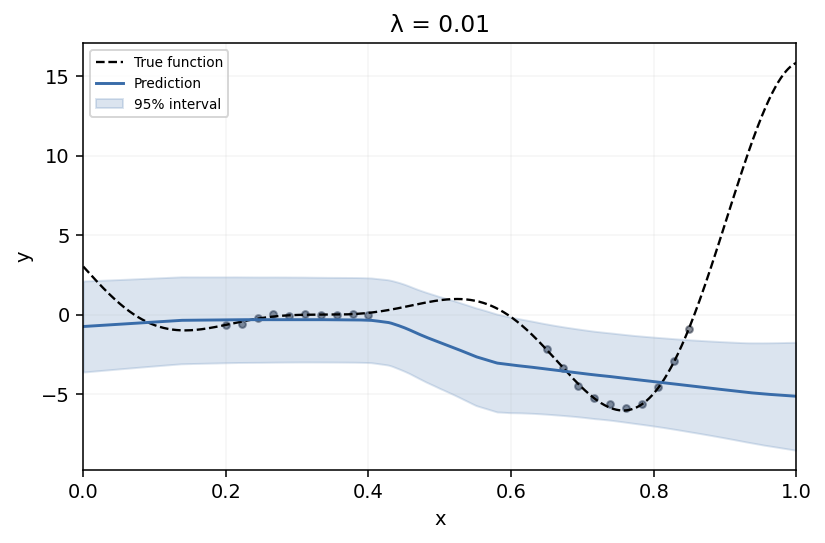 λ = 0.01
True function
Prediction
95% interval
15
10
5
0
−5
y
0.0 0.2 0.4 0.6 0.8 1.0
x